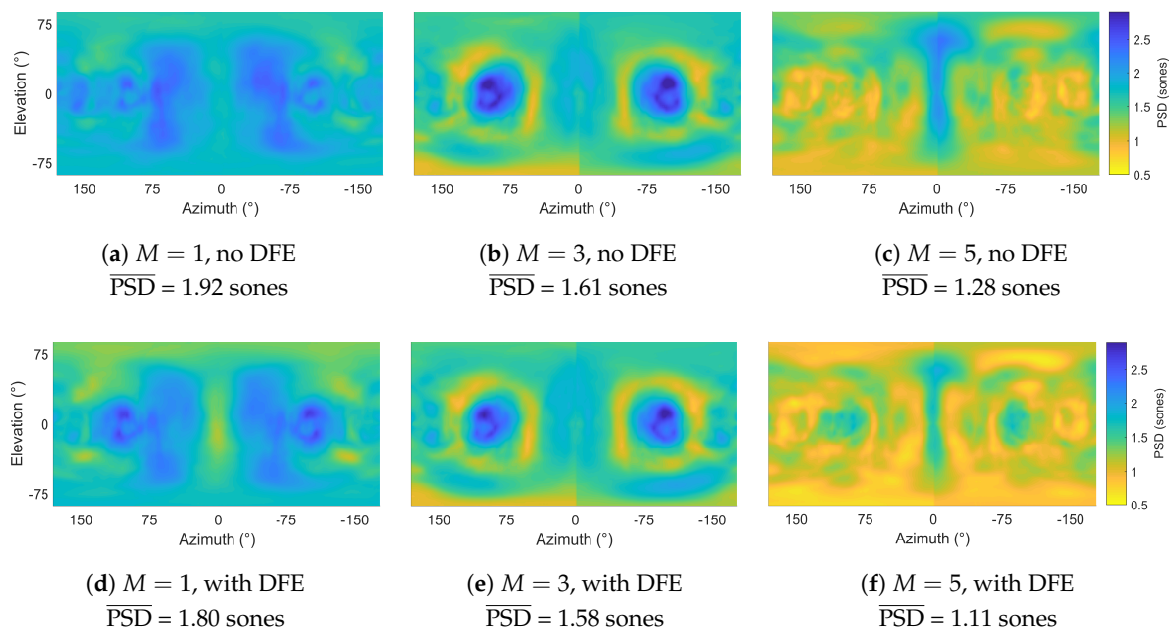 75
0
-75
Elevation (°)
150 75 0 -75 -150
Azimuth (°)
150 75 0 -75 -150
Azimuth (°)
150 75 0 -75 -150
Azimuth (°)
2.5
2
1.5
1
0.5
PSD (sones)
(a) M = 1, no DFE
PSD = 1.92 sones
(b) M = 3, no DFE
PSD = 1.61 sones
(c) M = 5, no DFE
PSD = 1.28 sones
75
0
-75
Elevation (°)
150 75 0 -75 -150
Azimuth (°)
150 75 0 -75 -150
Azimuth (°)
150 75 0 -75 -150
Azimuth (°)
2.5
2
1.5
1
0.5
PSD (sones)
(d) M = 1, with DFE
PSD = 1.80 sones
(e) M = 3, with DFE
PSD = 1.58 sones
(f) M = 5, with DFE
PSD = 1.11 sones